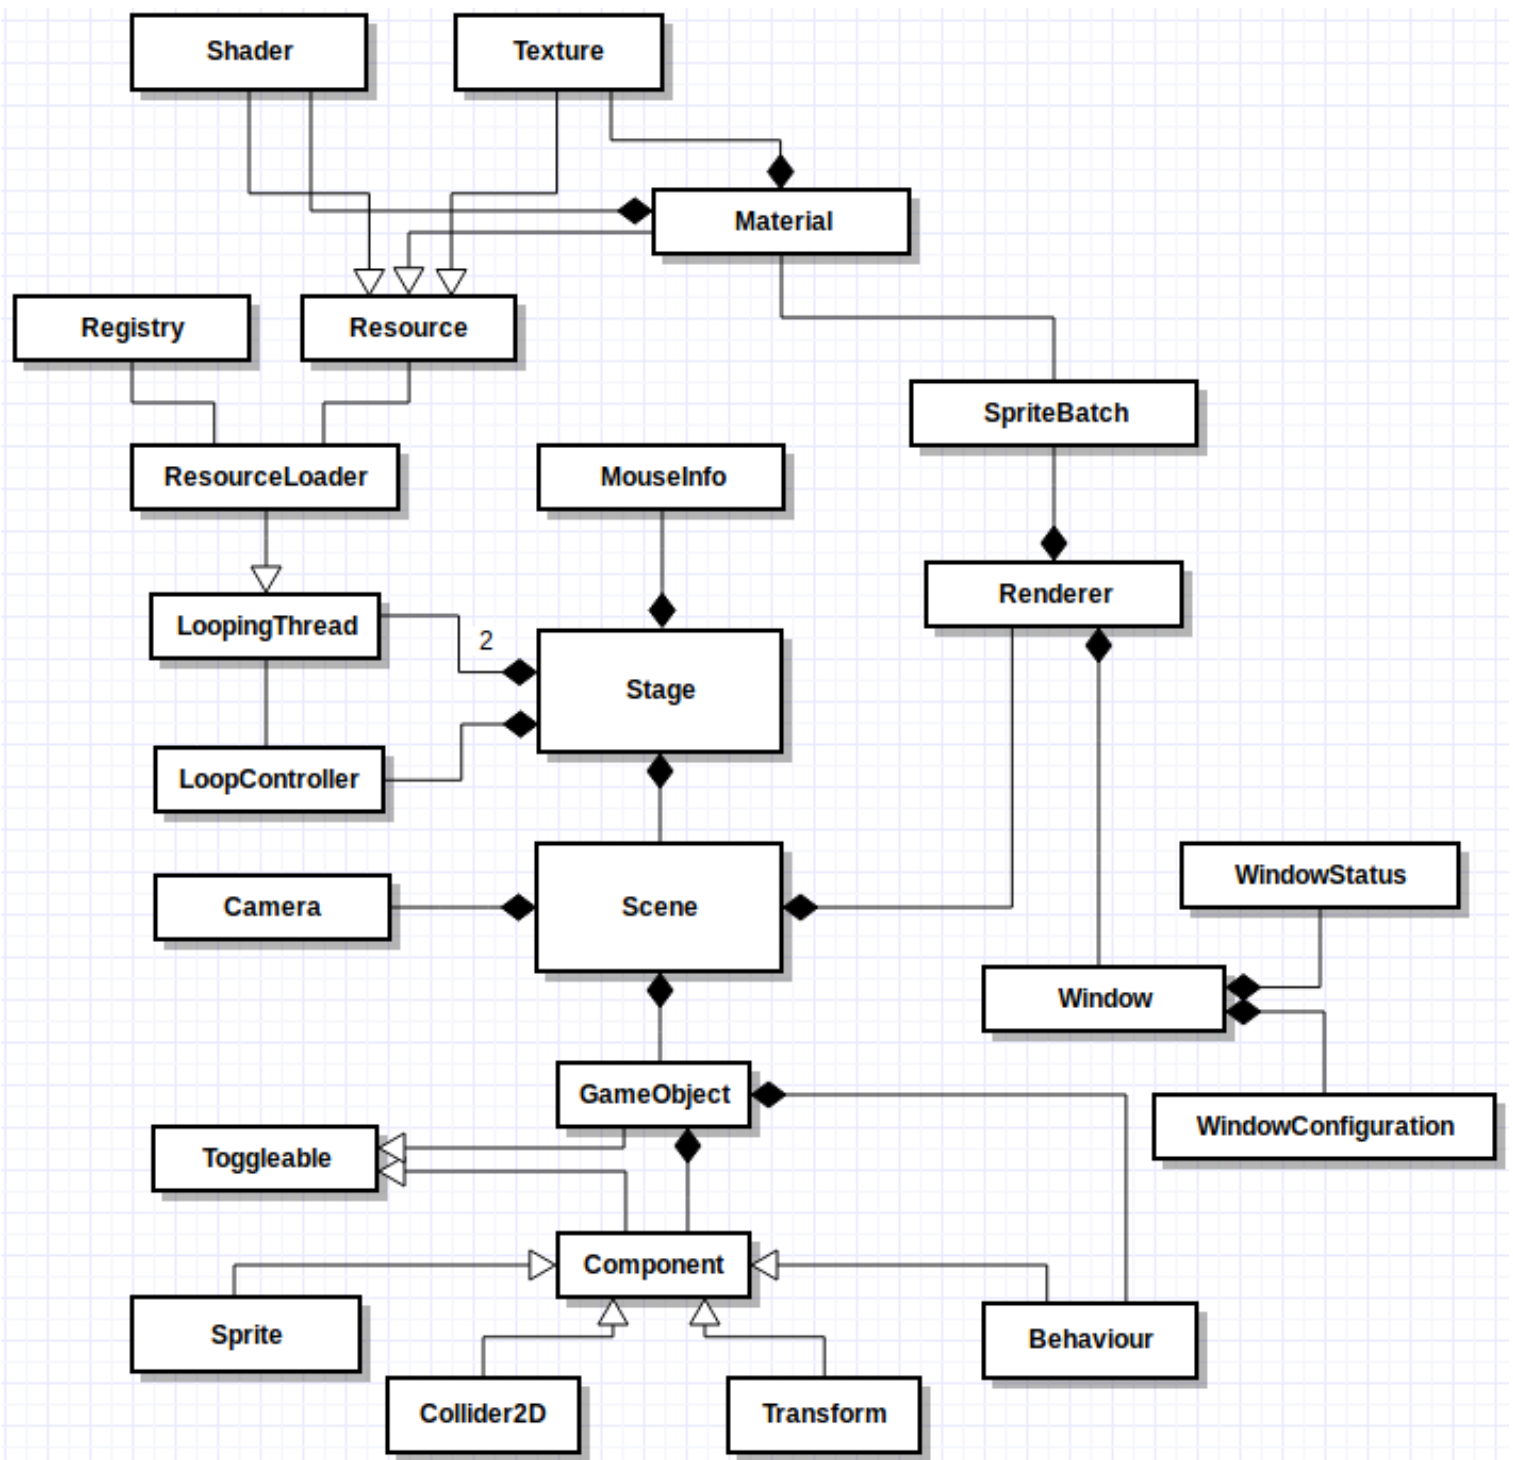 Shader
Texture
Material
Registry
Resource
SpriteBatch
ResourceLoader
MouseInfo
Renderer
LoopingThread
2
Stage
LoopController
WindowStatus
Camera
Scene
Window
GameObject
WindowConfiguration
Toggleable
Component
Sprite
Behaviour
Collider2D
Transform